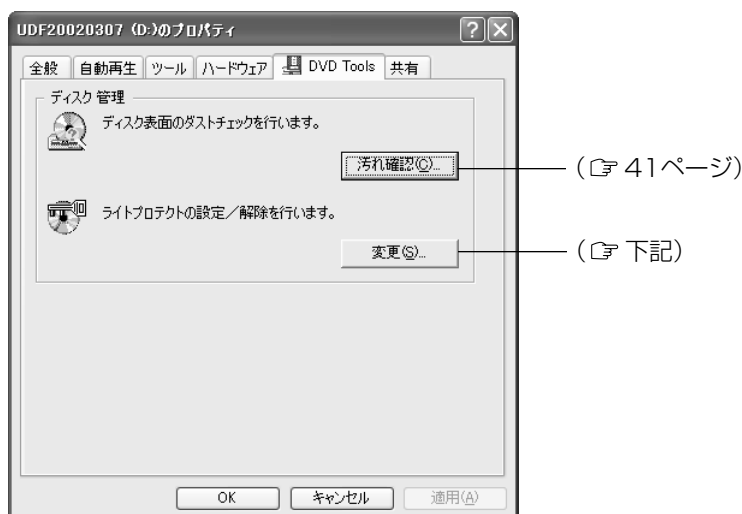 UDF20020307 (D:)のプロパティ
全般 自動再生 ツール ハードウェア DVD Tools 共有
ディスク管理
ディスク表面のダストチェックを行います。
汚れ確認(C)...
(☞ 41ページ)
ライトプロテクトの設定／解除を行います。
変更(S)...
(☞ 下記)
OK キャンセル 適用(A)